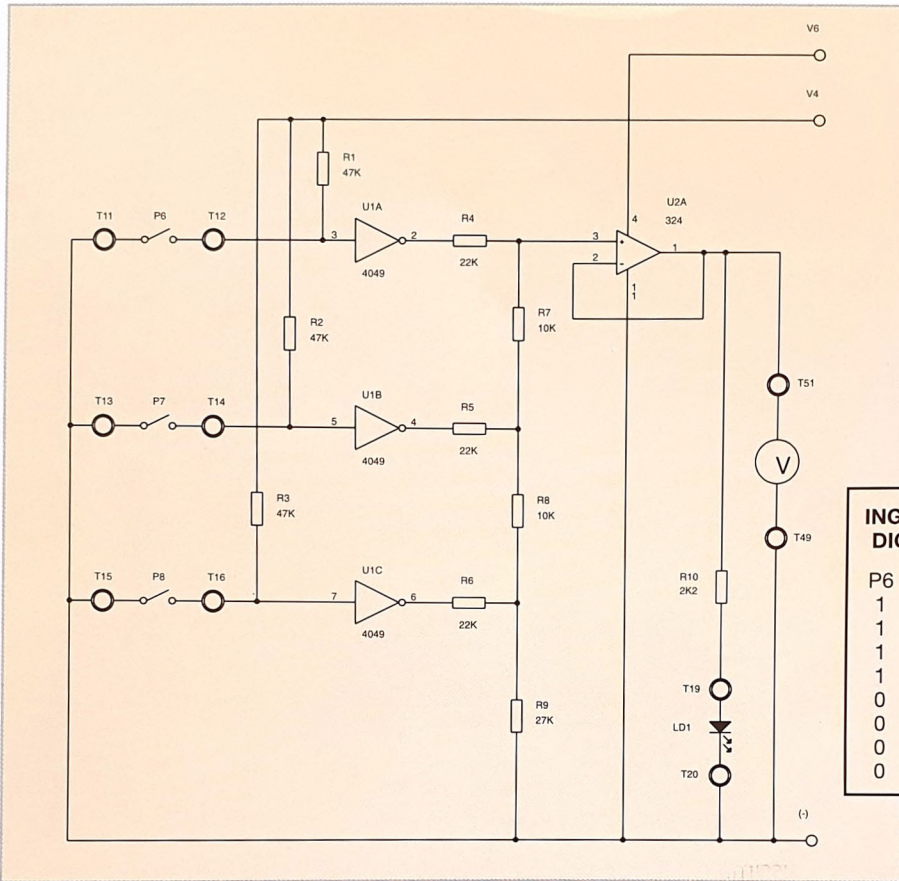 V6
V4
R1
47K
U2A
324
T11
P6
T12
U1A
R4
4
3
2
3
+
1
2
-
4049
22K
1
1
R2
47K
R7
10K
T13
P7
T14
U1B
R5
T51
5
4
4049
22K
V
R3
47K
R8
10K
T49
ING
DIG
T15
P8
T16
U1C
R6
R10
2K2
P6
7
6
1
4049
22K
1
1
1
T19
0
R9
27K
LD1
0
0
T20
0
(-)